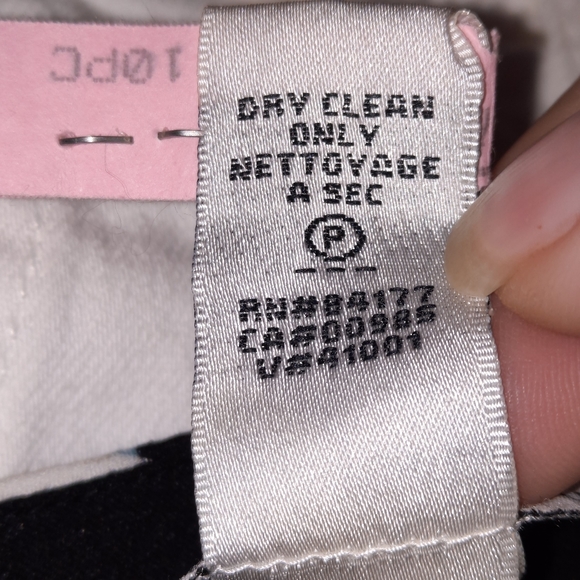 10PC
DRY CLEAN
ONLY
NETTOYAGE
A SEC
P
RN#84177
CA#00985
V#41001